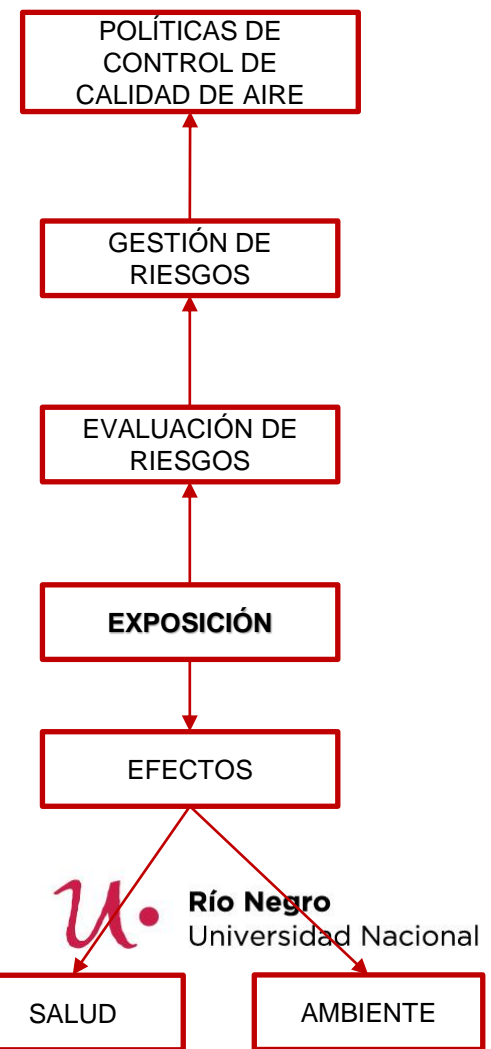 POLÍTICAS DE
CONTROL DE
CALIDAD DE AIRE
GESTIÓN DE
RIESGOS
EVALUACIÓN DE
RIESGOS
EXPOSICIÓN
EFECTOS
Río Negro
Universidad Nacional
SALUD
AMBIENTE